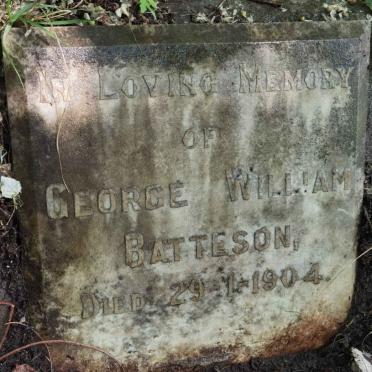 IN LOVING MEMORY
OF
GEORGE WILLIAM
BATTESON,
DIED 29-1-1904.